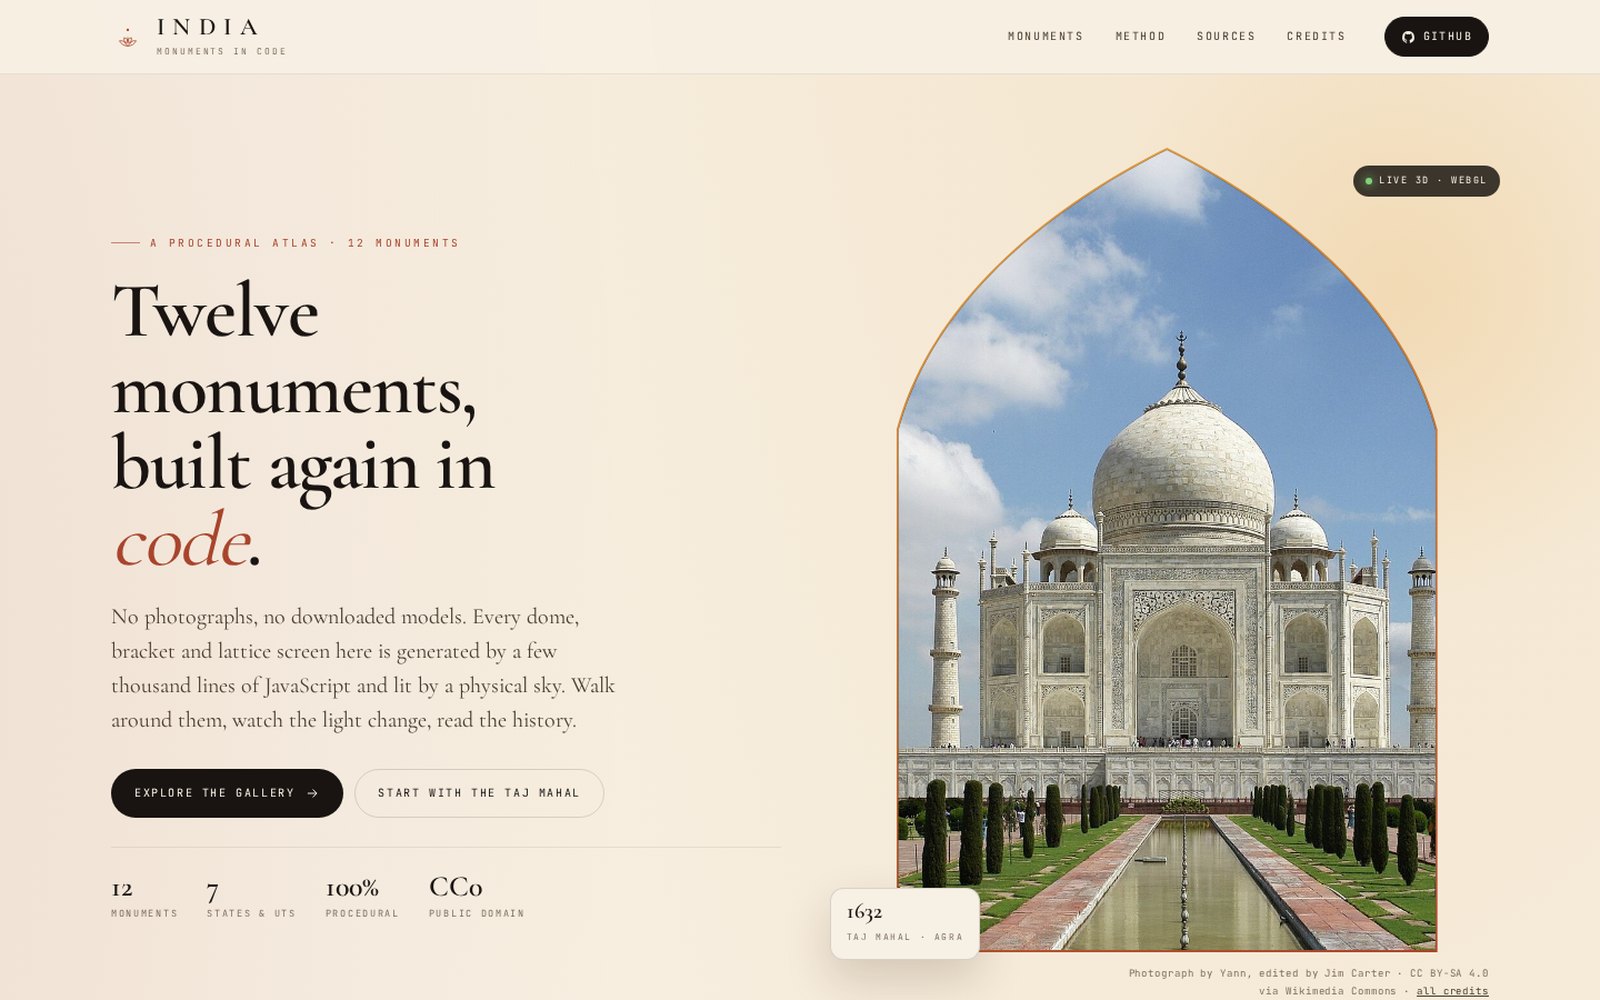 INDIA
MONUMENTS IN CODE
MONUMENTS
METHOD
SOURCES
CREDITS
GITHUB
LIVE 3D · WEBGL
A PROCEDURAL ATLAS · 12 MONUMENTS
Twelve
monuments,
built again in
code.
No photographs, no downloaded models. Every dome,
bracket and lattice screen here is generated by a few
thousand lines of JavaScript and lit by a physical sky. Walk
around them, watch the light change, read the history.
EXPLORE THE GALLERY →
START WITH THE TAJ MAHAL
12
MONUMENTS
7
STATES & UTS
100%
PROCEDURAL
CC0
PUBLIC DOMAIN
1632
TAJ MAHAL · AGRA
Photograph by Yann, edited by Jim Carter · CC BY-SA 4.0
via Wikimedia Commons · all credits